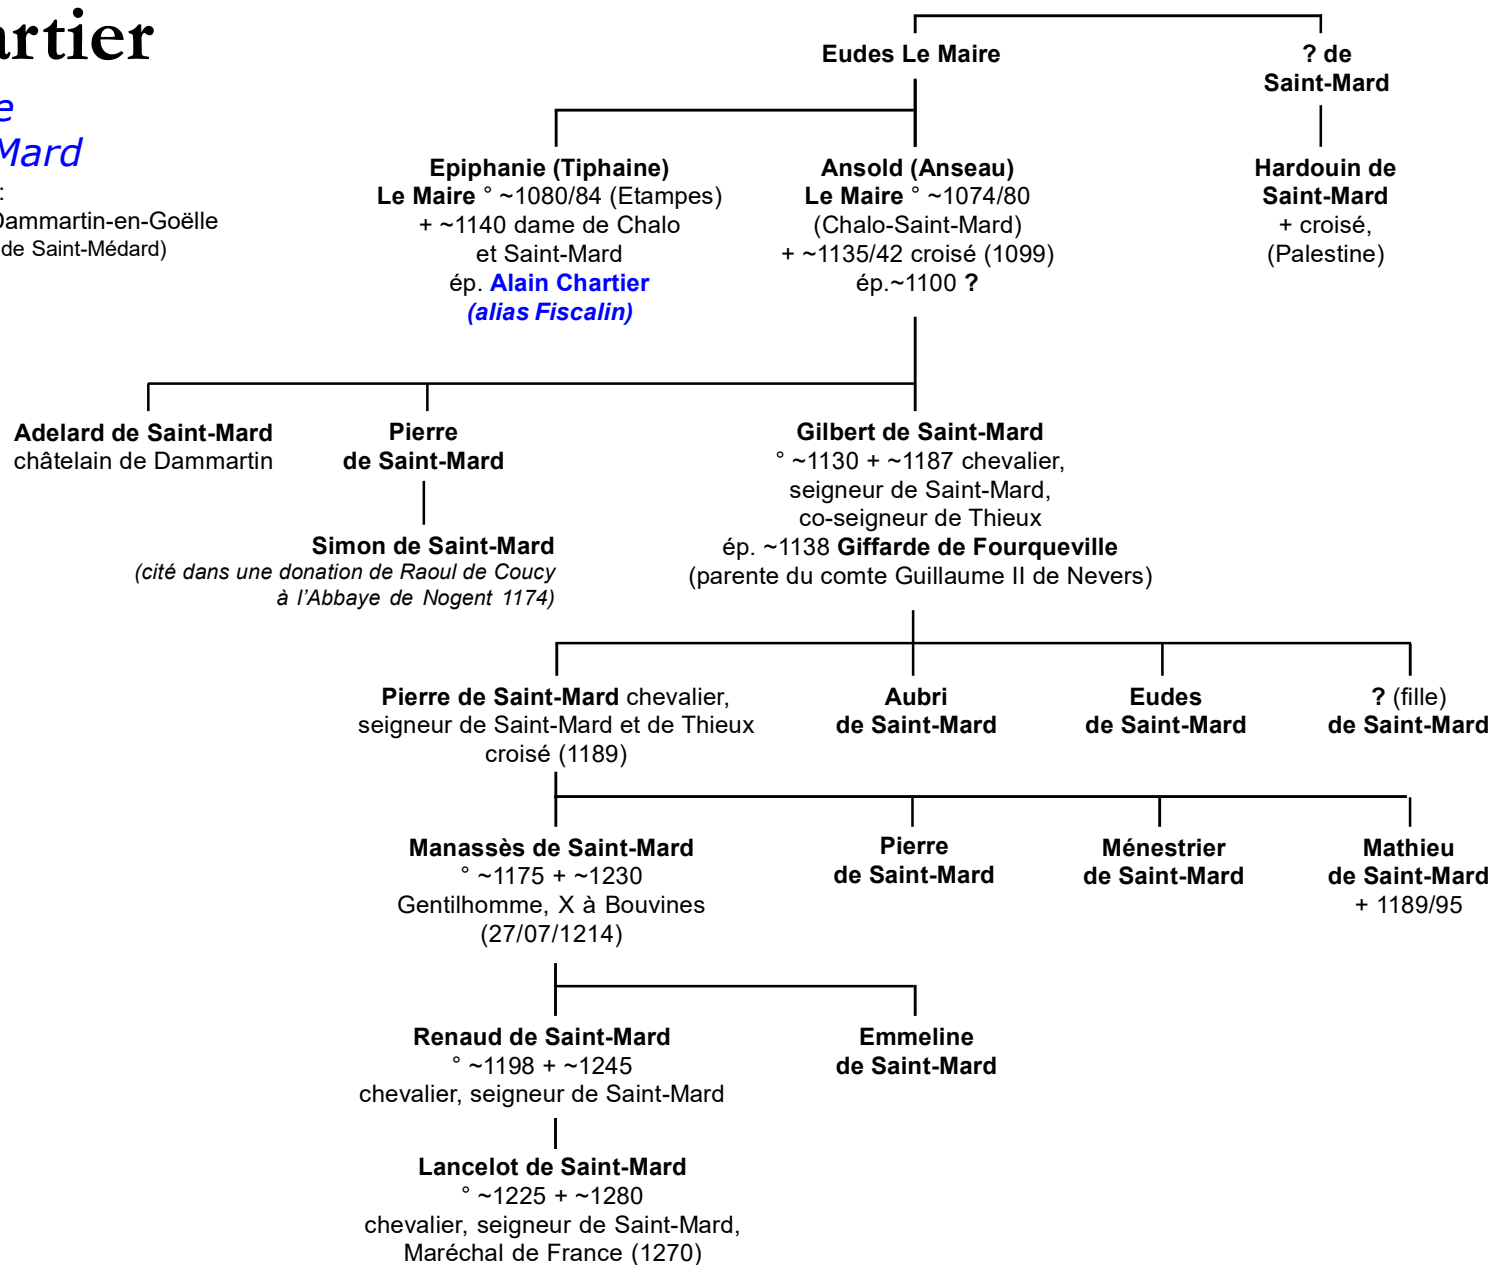 artier
e
Mard
:
Dammartin-en-Goëlle
de Saint-Médard)
Eudes Le Maire
? de
Saint-Mard
Epiphanie (Tiphaine)
Le Maire ° ~1080/84 (Etampes)
+ ~1140 dame de Chalo
et Saint-Mard
ép. Alain Chartier
(alias Fiscalin)
Ansold (Anseau)
Le Maire ° ~1074/80
(Chalo-Saint-Mard)
+ ~1135/42 croisé (1099)
ép.~1100 ?
Hardouin de
Saint-Mard
+ croisé,
(Palestine)
Adelard de Saint-Mard
châtelain de Dammartin
Pierre
de Saint-Mard
Simon de Saint-Mard
(cité dans une donation de Raoul de Coucy
à l'Abbaye de Nogent 1174)
Gilbert de Saint-Mard
° ~1130 + ~1187 chevalier,
seigneur de Saint-Mard,
co-seigneur de Thieux
ép. ~1138 Giffarde de Fourqueville
(parente du comte Guillaume II de Nevers)
Pierre de Saint-Mard chevalier,
seigneur de Saint-Mard et de Thieux
croisé (1189)
Aubri
de Saint-Mard
Eudes
de Saint-Mard
? (fille)
de Saint-Mard
Manassès de Saint-Mard
° ~1175 + ~1230
Gentilhomme, X à Bouvines
(27/07/1214)
Pierre
de Saint-Mard
Ménestrier
de Saint-Mard
Mathieu
de Saint-Mard
+ 1189/95
Renaud de Saint-Mard
° ~1198 + ~1245
chevalier, seigneur de Saint-Mard
Emmeline
de Saint-Mard
Lancelot de Saint-Mard
° ~1225 + ~1280
chevalier, seigneur de Saint-Mard,
Maréchal de France (1270)